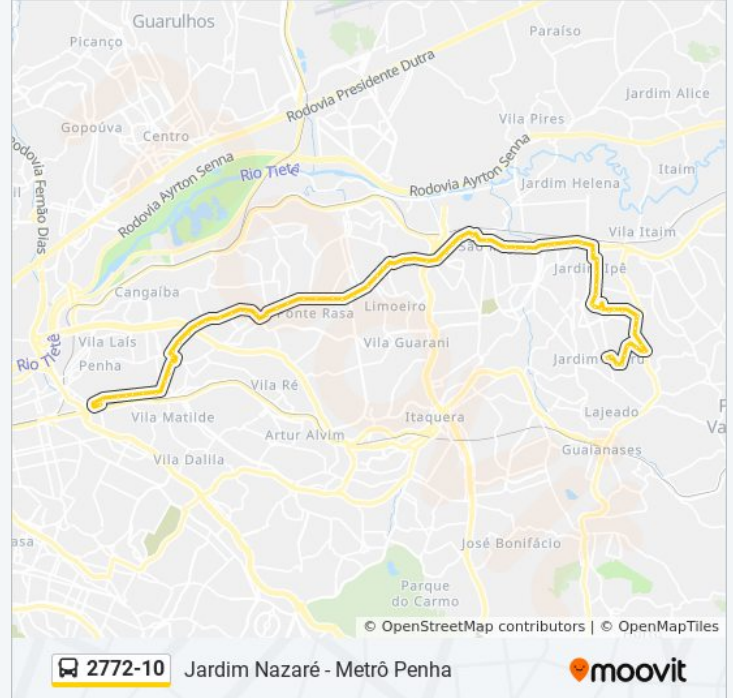 Guarulhos
Picanço
Paraíso
Rodovia Presidente Dutra
Jardim Alice
Vila Pires
Gopoúva
Centro
Rodovia Fernão Dias
Rodovia Ayrton Senna
Rio Tietê
Rodovia Ayrton Senna
Itaim
Jardim Helena
Vila Itaim
São
Jardim Ipê
Cangaíba
Ponte Rasa
Limoeiro
Vila Laís
Vila Guarani
Rio Tietê
Penha
Jardim
Vila Ré
Vila Matilde
Itaquera
Lajeado
Artur Alvim
Guaianases
Vila Dalila
José Bonifácio
Parque
do Carmo
© OpenStreetMap contributors | © OpenMapTiles
2772-10 Jardim Nazaré - Metrô Penha moovit